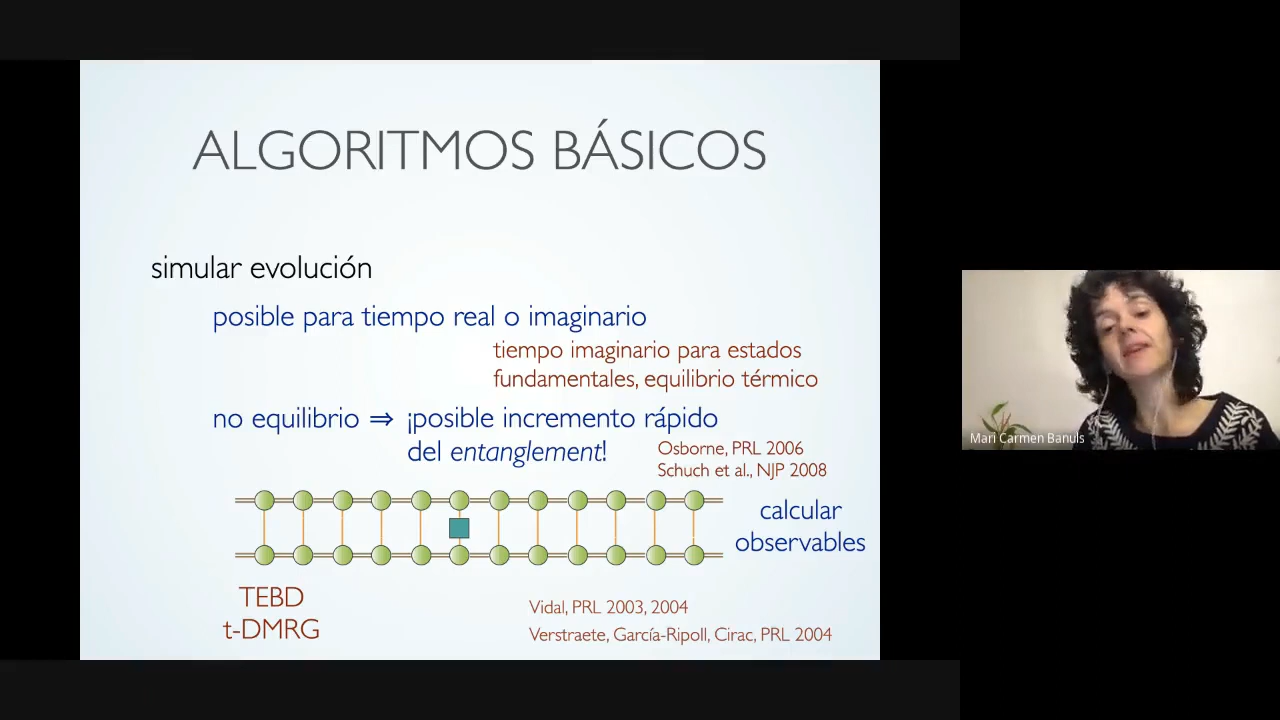 ALGORITMOS BÁSICOS
simular evolución
posible para tiempo real o imaginario
tiempo imaginario para estados
fundamentales, equilibrio térmico
no equilibrio ⇒ ¡posible incremento rápido
del entanglement!
Osborne, PRL 2006
Schuch et al., NJP 2008
calcular
observables
TEBD
t-DMRG
Vidal, PRL 2003, 2004
Verstraete, García-Ripoll, Cirac, PRL 2004
Mari Carmen Banuls